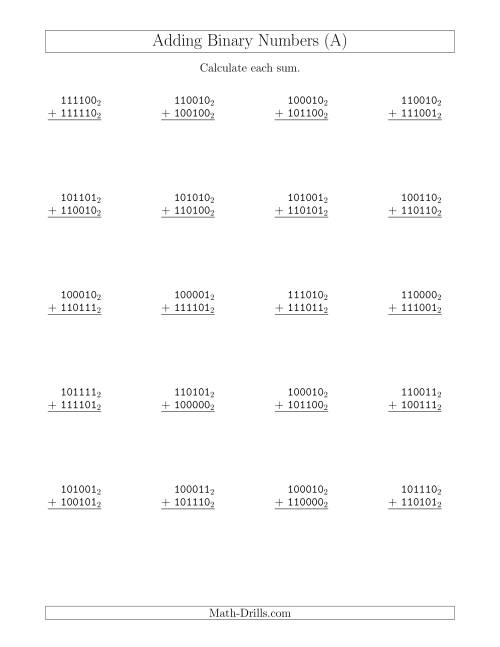 Adding Binary Numbers (A)
Calculate each sum.
111100₂ 110010₂ 100010₂ 110010₂
+ 111110₂ + 100100₂ + 101100₂ + 111001₂
101101₂ 101010₂ 101001₂ 100110₂
+ 110010₂ + 110100₂ + 110101₂ + 110110₂
100010₂ 100001₂ 111010₂ 110000₂
+ 110111₂ + 111101₂ + 111011₂ + 111001₂
101111₂ 110101₂ 100010₂ 110011₂
+ 111101₂ + 100000₂ + 101100₂ + 100111₂
101001₂ 100011₂ 100010₂ 101110₂
+ 100101₂ + 101110₂ + 110000₂ + 110101₂
Math-Drills.com